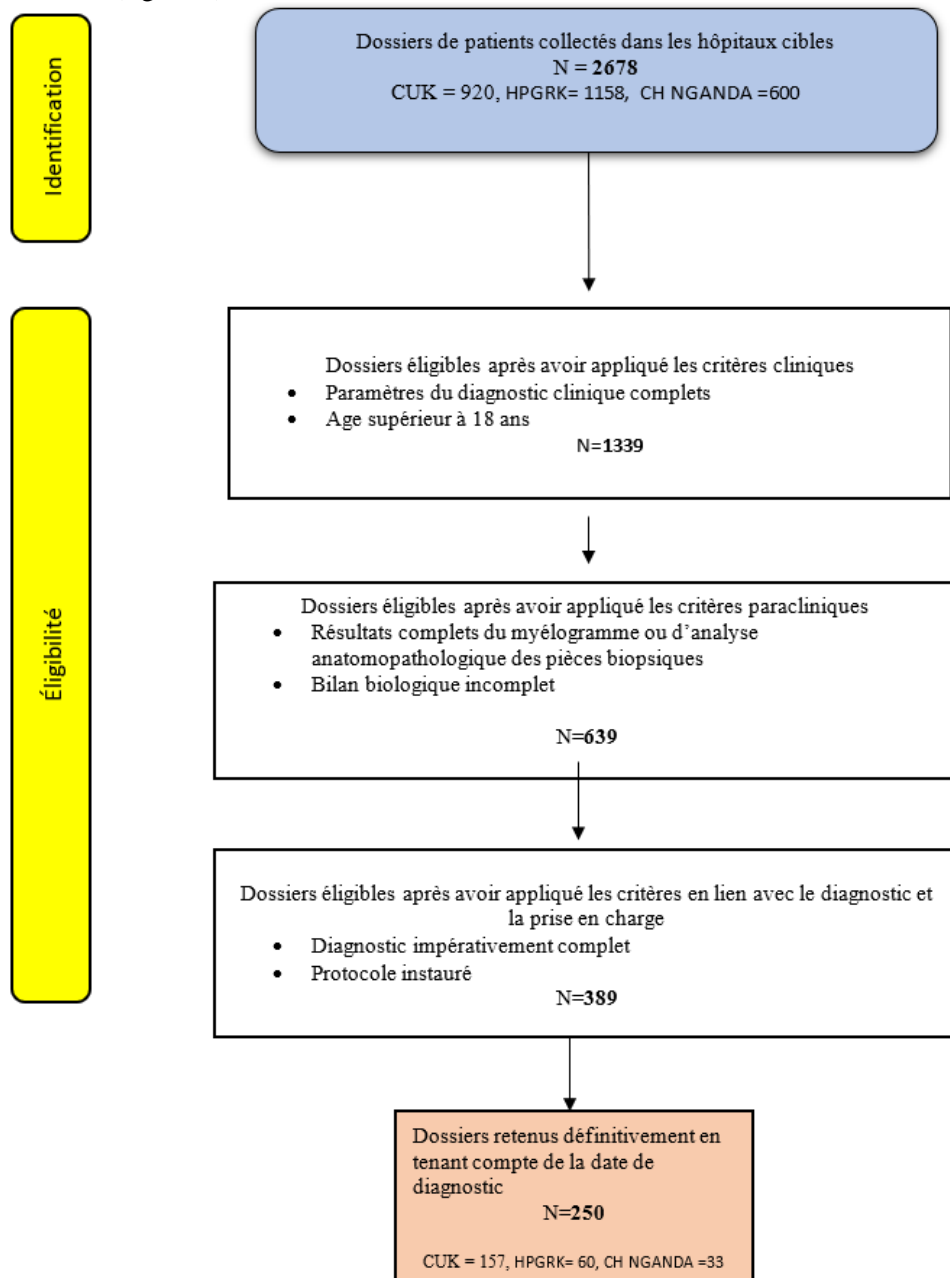 Identification
Dossiers de patients collectés dans les hôpitaux cibles
N = 2678
CUK = 920, HPGRK= 1158, CH NGANDA =600
Éligibilité
Dossiers éligibles après avoir appliqué les critères cliniques
• Paramètres du diagnostic clinique complets
• Age supérieur à 18 ans
N=1339
Dossiers éligibles après avoir appliqué les critères paracliniques
• Résultats complets du myélogramme ou d’analyse
anatomopathologique des pièces biopsiques
• Bilan biologique incomplet
N=639
Dossiers éligibles après avoir appliqué les critères en lien avec le diagnostic et
la prise en charge
• Diagnostic impérativement complet
• Protocole instauré
N=389
Dossiers retenus définitivement en
tenant compte de la date de
diagnostic
N=250
CUK = 157, HPGRK= 60, CH NGANDA =33